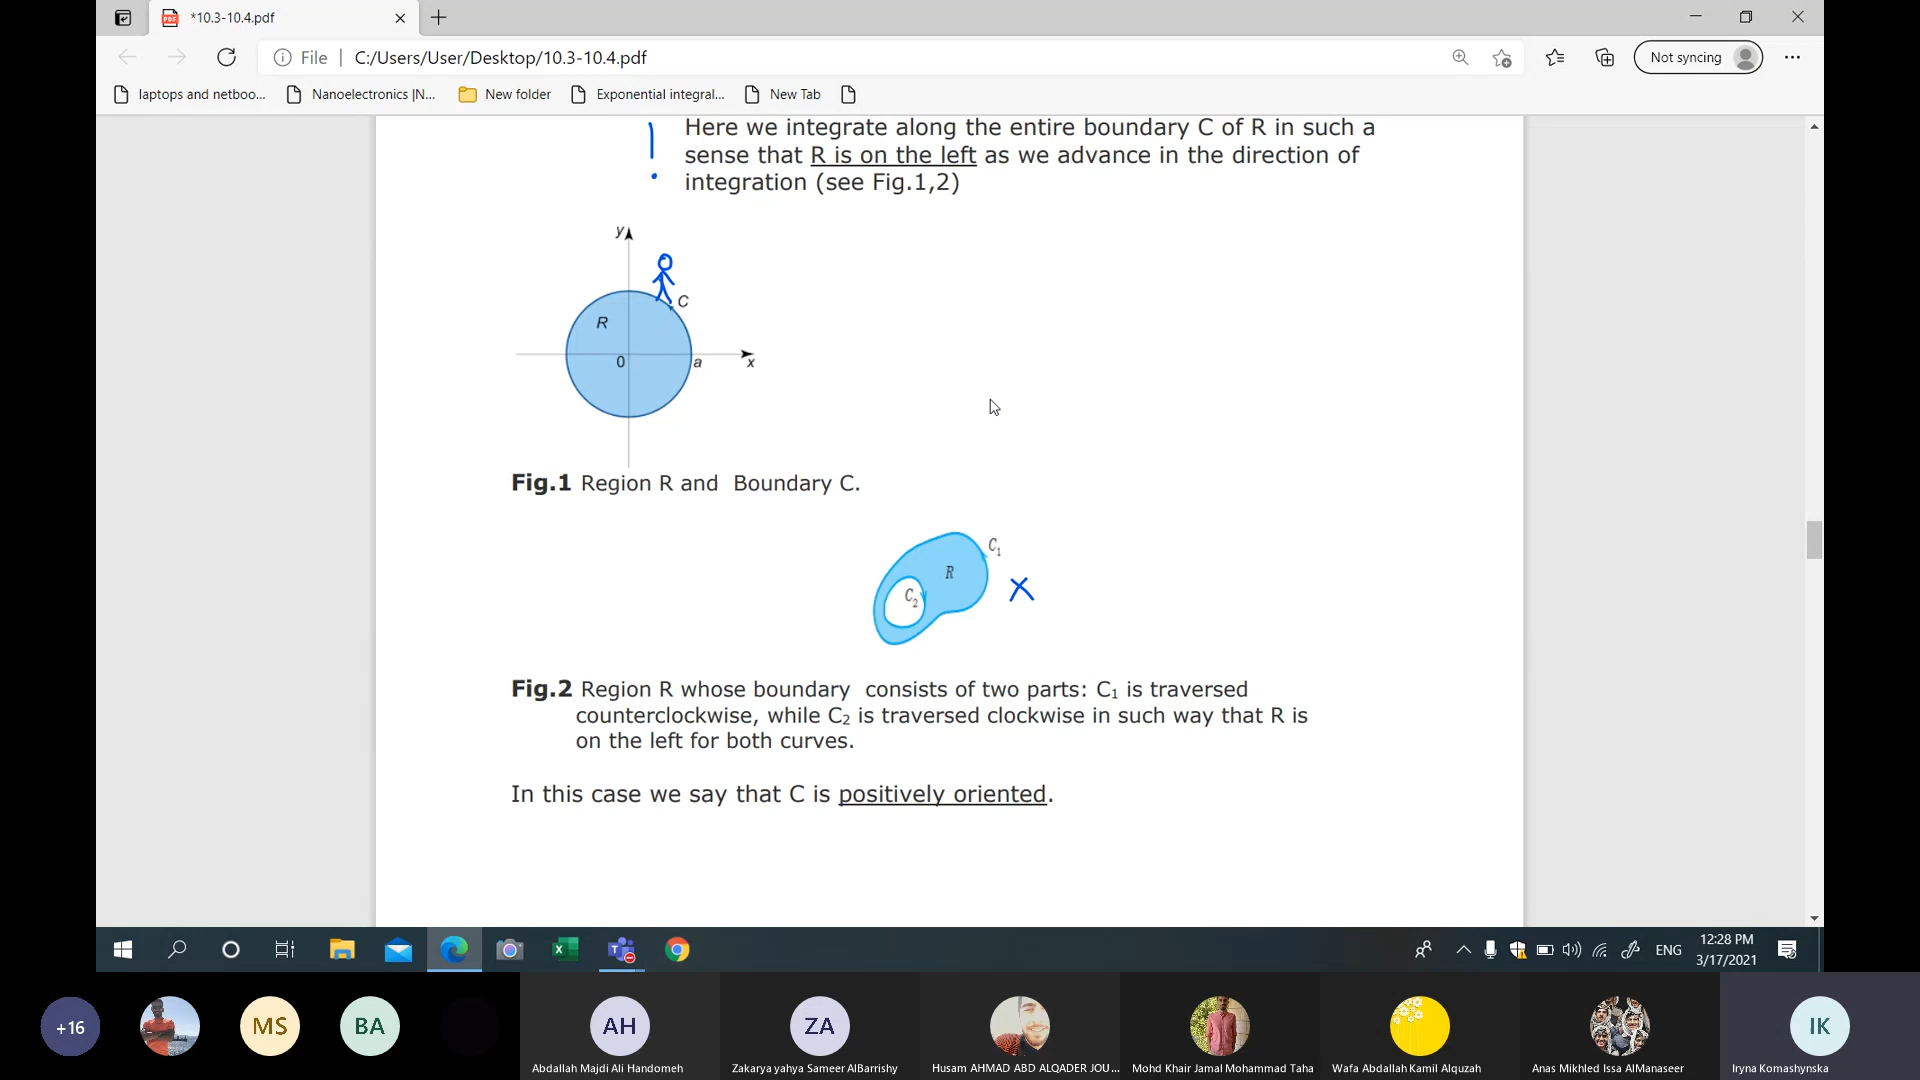 *10.3-10.4.pdf
File | C:/Users/User/Desktop/10.3-10.4.pdf
Not syncing
laptops and netboo...
Nanoelectronics |N...
New folder
Exponential integral...
New Tab
! Here we integrate along the entire boundary C of R in such a
sense that R is on the left as we advance in the direction of
integration (see Fig.1,2)
y
C
R
0
a
x
Fig.1 Region R and Boundary C.
C1
R
C2
X
Fig.2 Region R whose boundary consists of two parts: C1 is traversed
counterclockwise, while C2 is traversed clockwise in such way that R is
on the left for both curves.
In this case we say that C is positively oriented.
ENG
12:28 PM
3/17/2021
+16
MS
BA
AH
ZA
IK
Abdallah Majdi Ali Handomeh
Zakarya yahya Sameer AlBarrishy
Husam AHMAD ABD ALQADER JOU...
Mohd Khair Jamal Mohammad Taha
Wafa Abdallah Kamil Alquzah
Anas Mikhled Issa AlManaseer
Iryna Komashynska